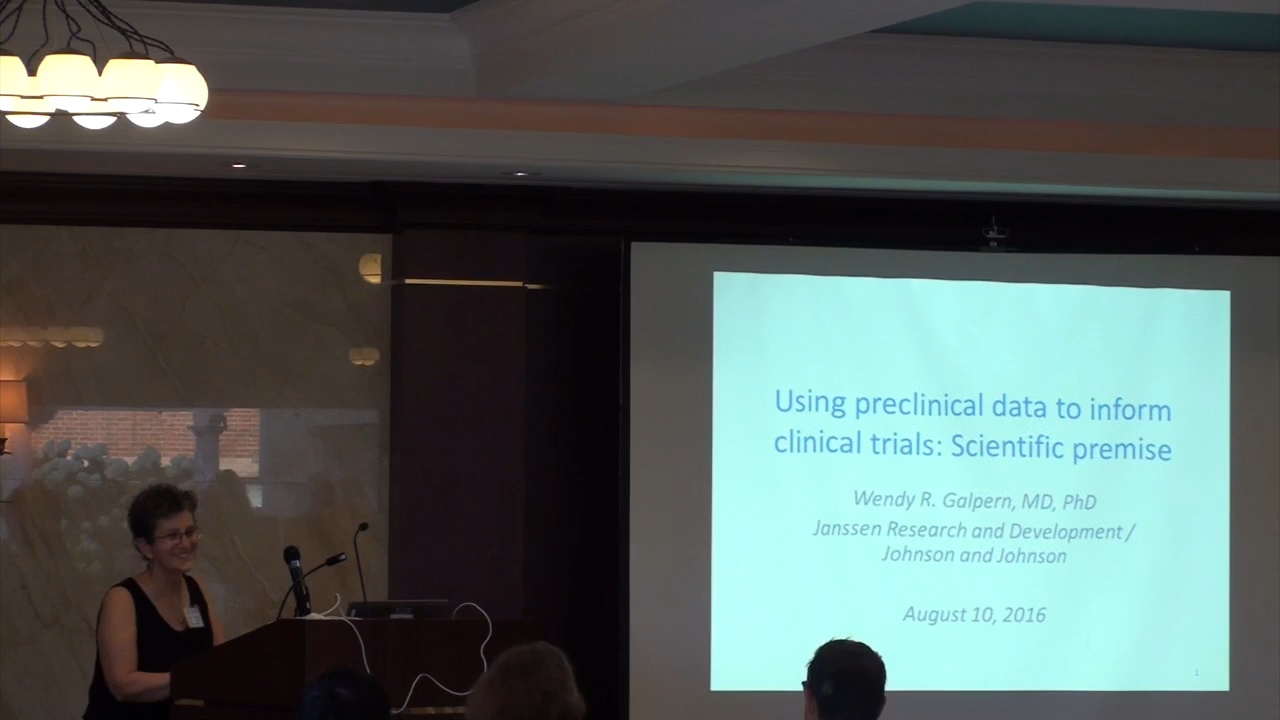 Using preclinical data to inform
clinical trials: Scientific premise
Wendy R. Galpern, MD, PhD
Janssen Research and Development /
Johnson and Johnson
August 10, 2016
1